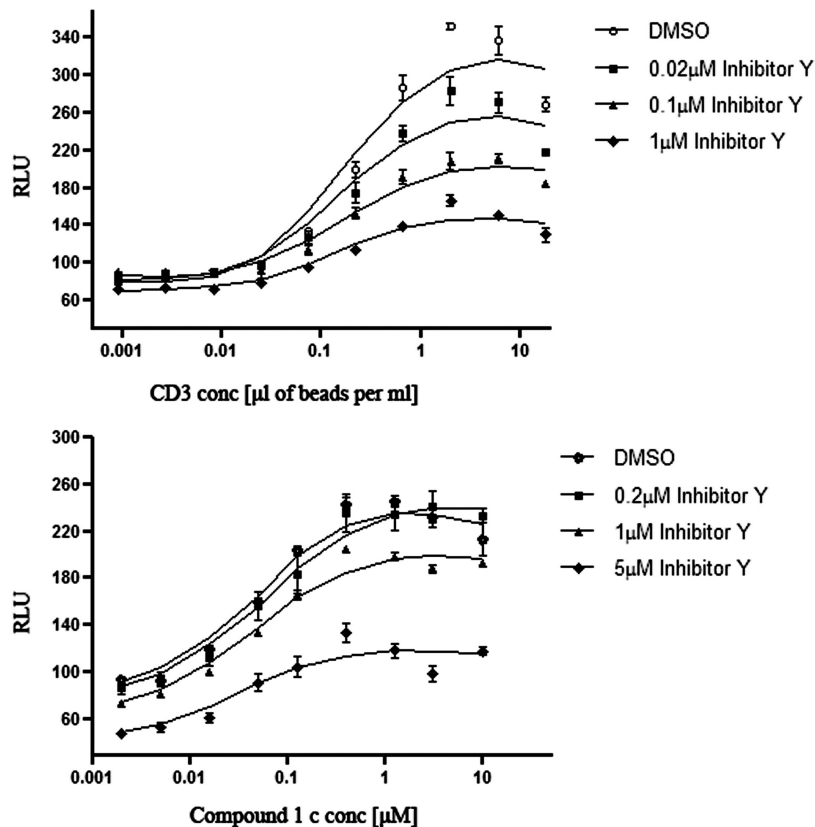 340
300
260
220
180
140
100
60
RLU
0.001 0.01 0.1 1 10
CD3 conc [µl of beads per ml]
DMSO
0.02µM Inhibitor Y
0.1µM Inhibitor Y
1µM Inhibitor Y
300
260
220
180
140
100
60
RLU
0.001 0.01 0.1 1 10
Compound 1 c conc [µM]
DMSO
0.2µM Inhibitor Y
1µM Inhibitor Y
5µM Inhibitor Y